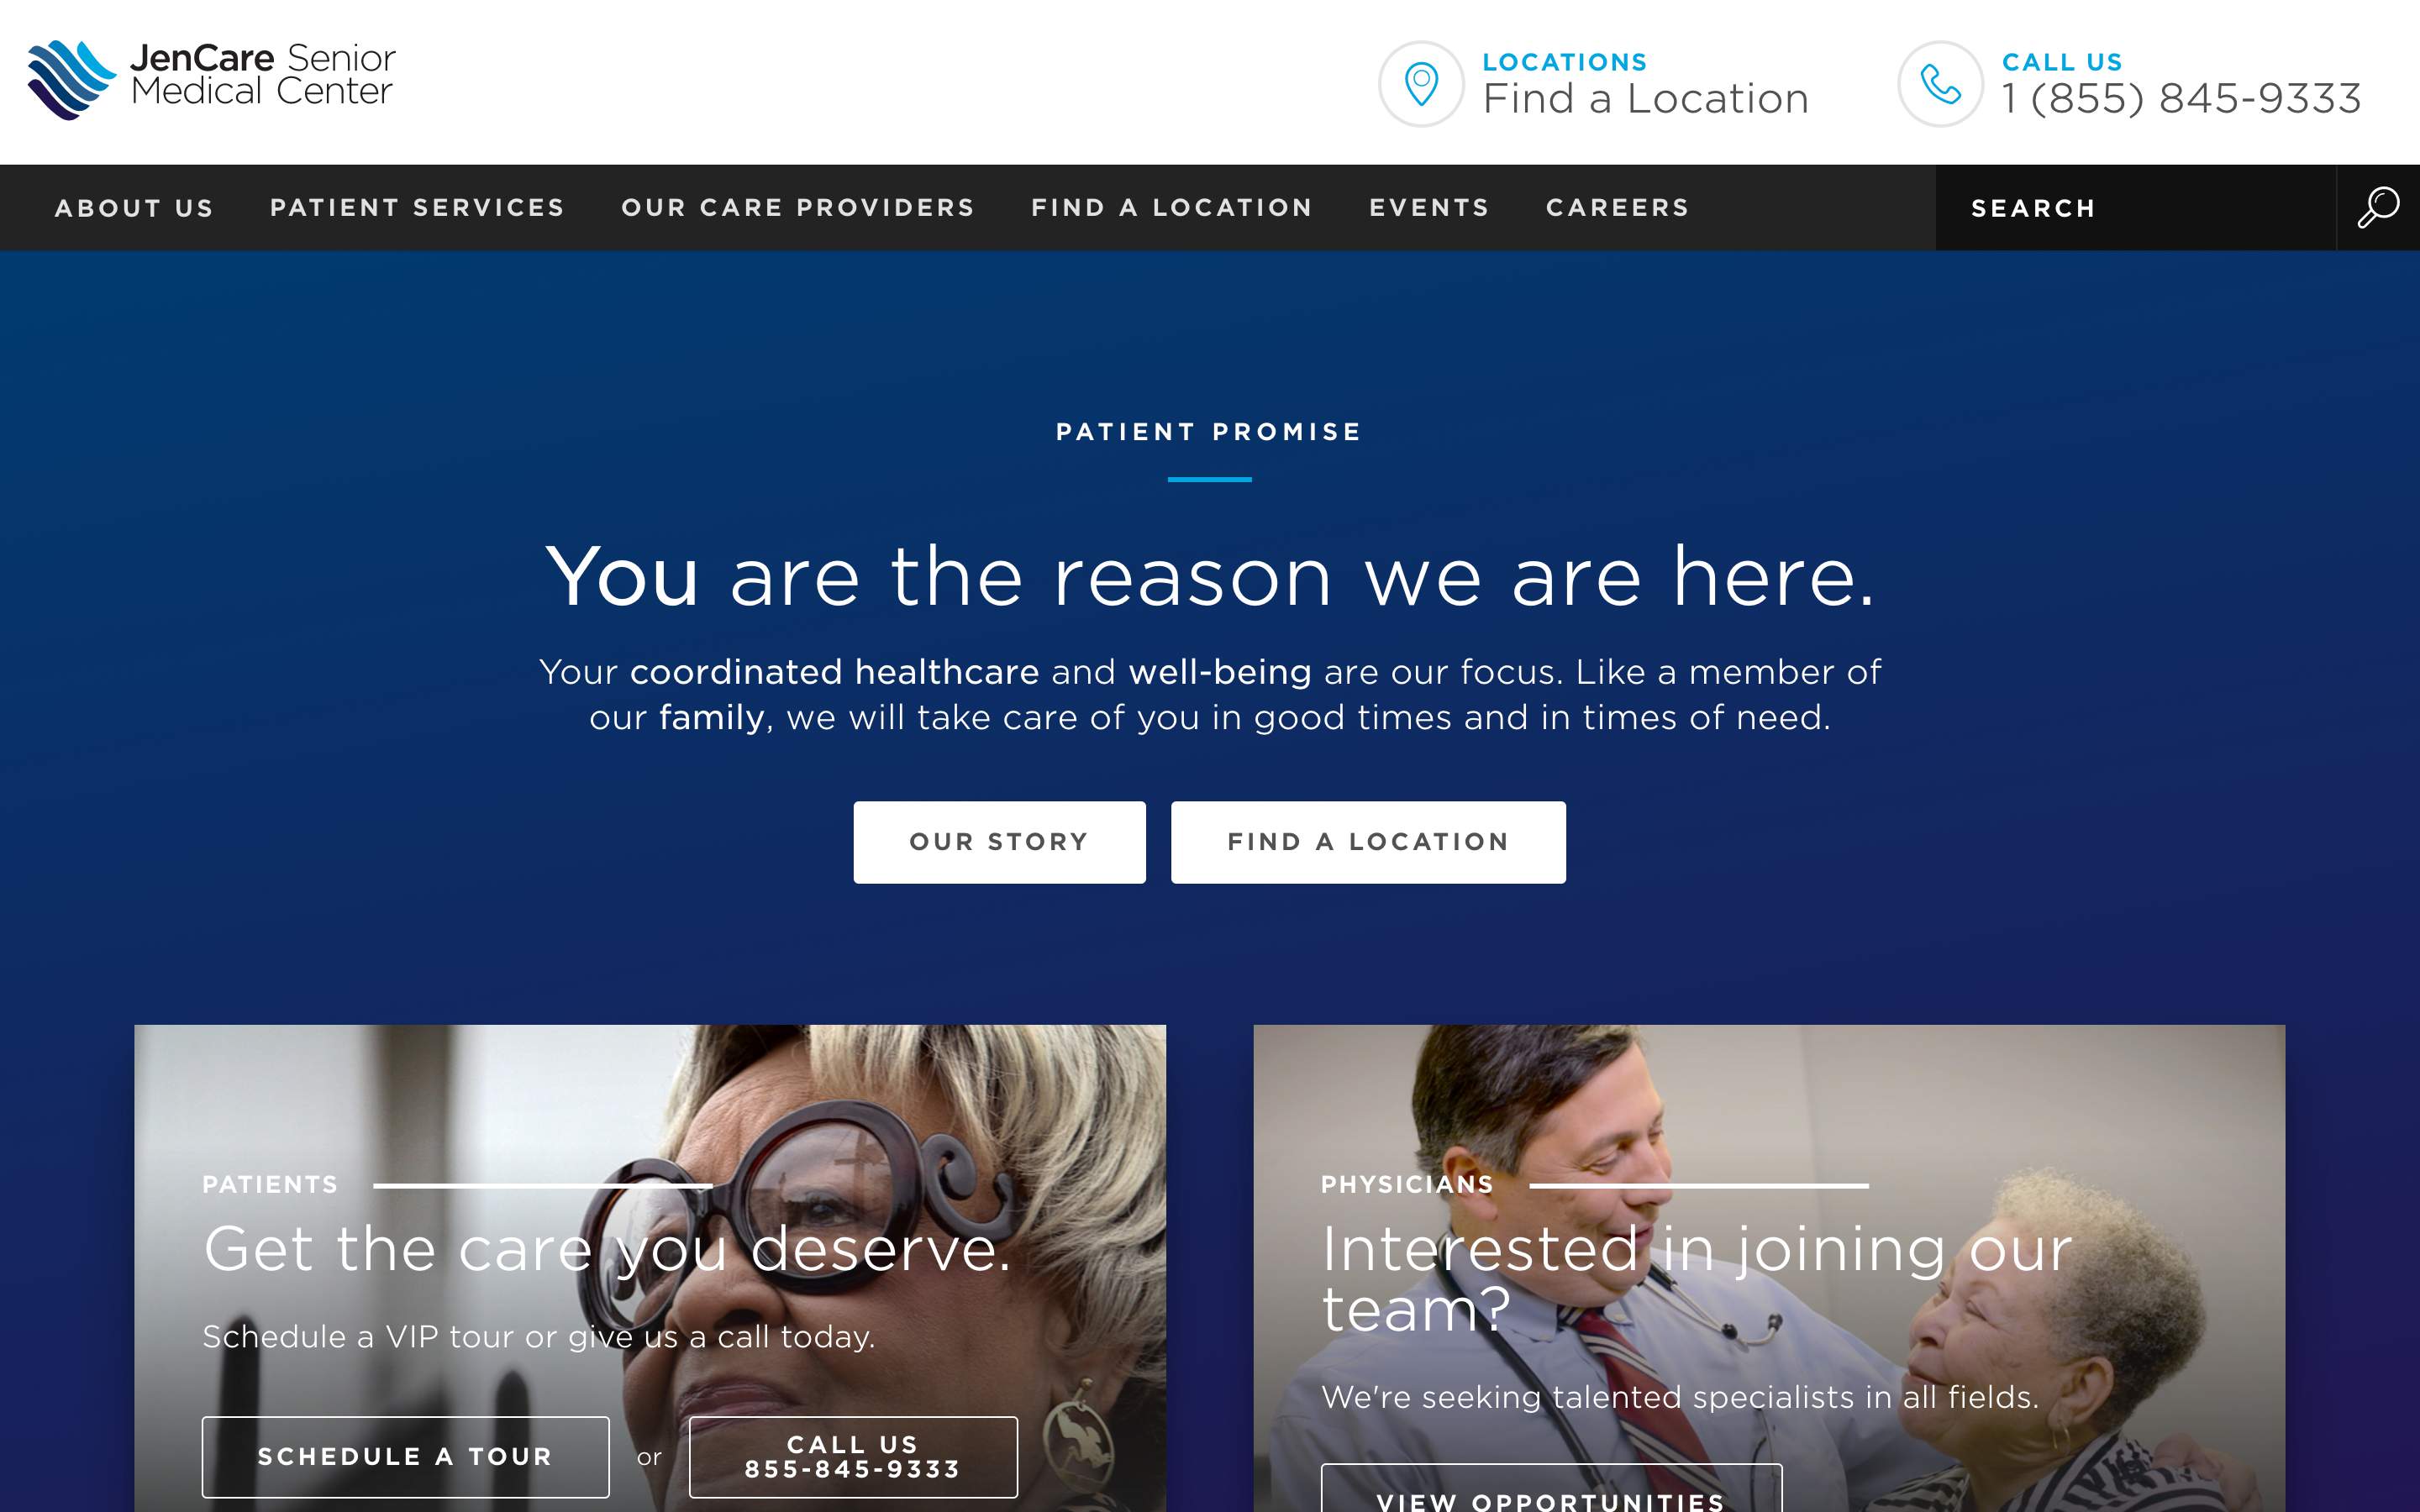 JenCare Senior
Medical Center
LOCATIONS
Find a Location
CALL US
1 (855) 845-9333
ABOUT US
PATIENT SERVICES
OUR CARE PROVIDERS
FIND A LOCATION
EVENTS
CAREERS
SEARCH
PATIENT PROMISE
You are the reason we are here.
Your coordinated healthcare and well-being are our focus. Like a member of
our family, we will take care of you in good times and in times of need.
OUR STORY
FIND A LOCATION
PATIENTS
Get the care you deserve.
Schedule a VIP tour or give us a call today.
SCHEDULE A TOUR
or
CALL US
855-845-9333
PHYSICIANS
Interested in joining our
team?
We're seeking talented specialists in all fields.
VIEW OPPORTUNITIES